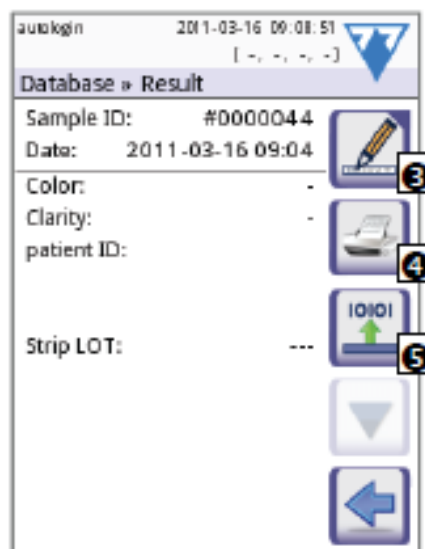 autologin 2011-03-16 09:08:51
[ -, -, -, -]
Database » Result
Sample ID: #0000044
Date: 2011-03-16 09:04
Color: -
Clarity: -
patient ID:
Strip LOT: ---
3
4
10101
5